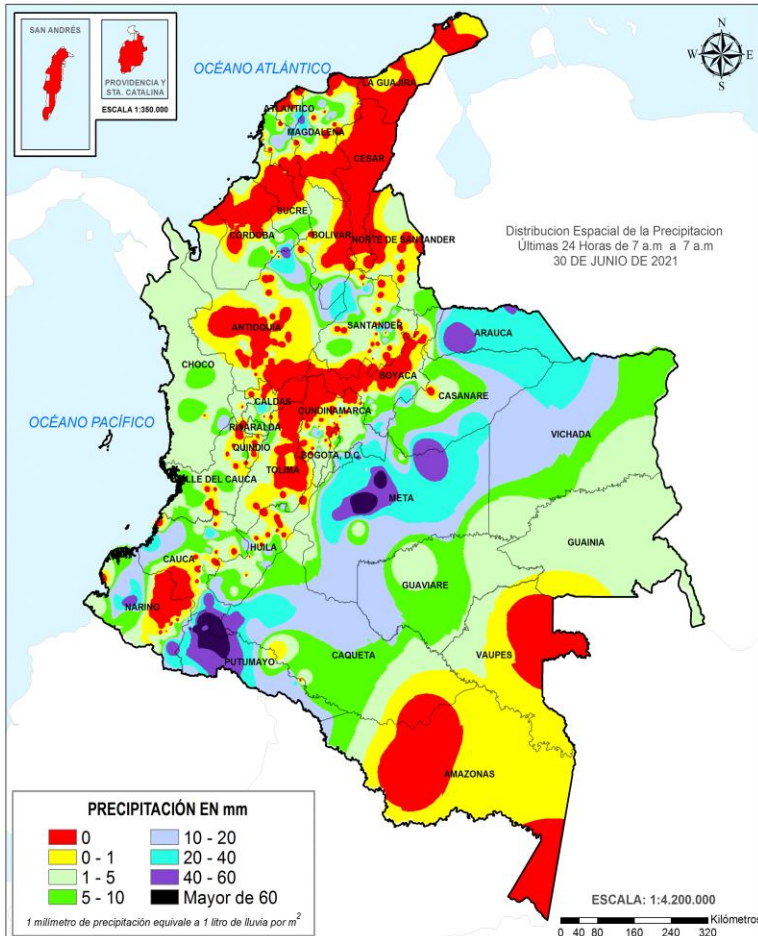 SAN ANDRÉS
PROVIDENCIA Y
STA. CATALINA
ESCALA 1:350.000
OCÉANO ATLÁNTICO
N
W
E
S
LA GUAJIRA
ATLANTICO
MAGDALENA
CESAR
SUCRE
CORDOBA
BOLIVAR
NORTE DE SANTANDER
Distribucion Espacial de la Precipitacion
Últimas 24 Horas de 7 a.m a 7 a.m
30 DE JUNIO DE 2021
ANTIOQUIA
SANTANDER
ARAUCA
CHOCO
BOYACA
CASANARE
CALDAS
CUNDINAMARCA
OCÉANO PACÍFICO
RISARALDA
VICHADA
QUINDIO
BOGOTA, D.C.
TOLIMA
VALLE DEL CAUCA
META
GUAINIA
HUILA
CAUCA
GUAVIARE
NARIÑO
CAQUETA
VAUPES
PUTUMAYO
AMAZONAS
PRECIPITACIÓN EN mm
0
10 - 20
0 - 1
20 - 40
1 - 5
40 - 60
5 - 10
Mayor de 60
1 milímetro de precipitación equivale a 1 litro de lluvia por m²
ESCALA: 1:4.200.000
Kilómetros
0 40 80 160 240 320